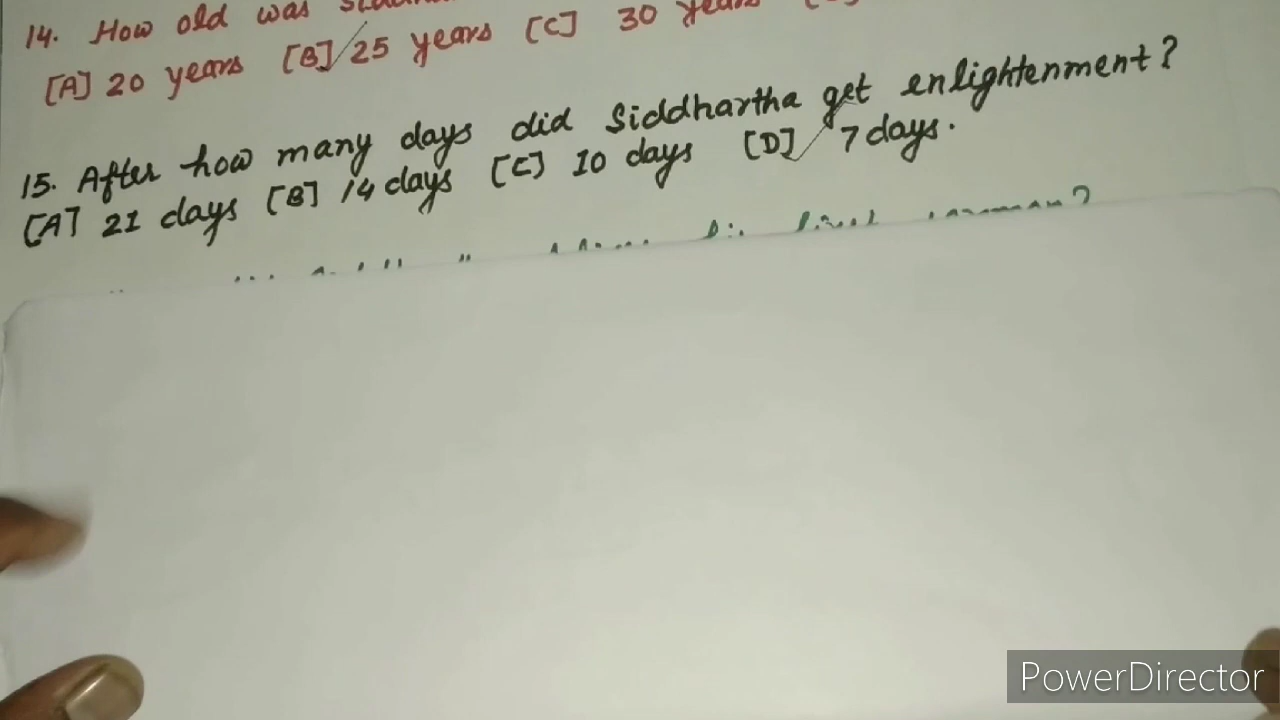 14. How old was
[A] 20 years [B] 25 years [C] 30 years
15. After how many days did Siddhartha get enlightenment?
[A] 21 days [B] 14 days [C] 10 days [D] 7 days.
PowerDirector